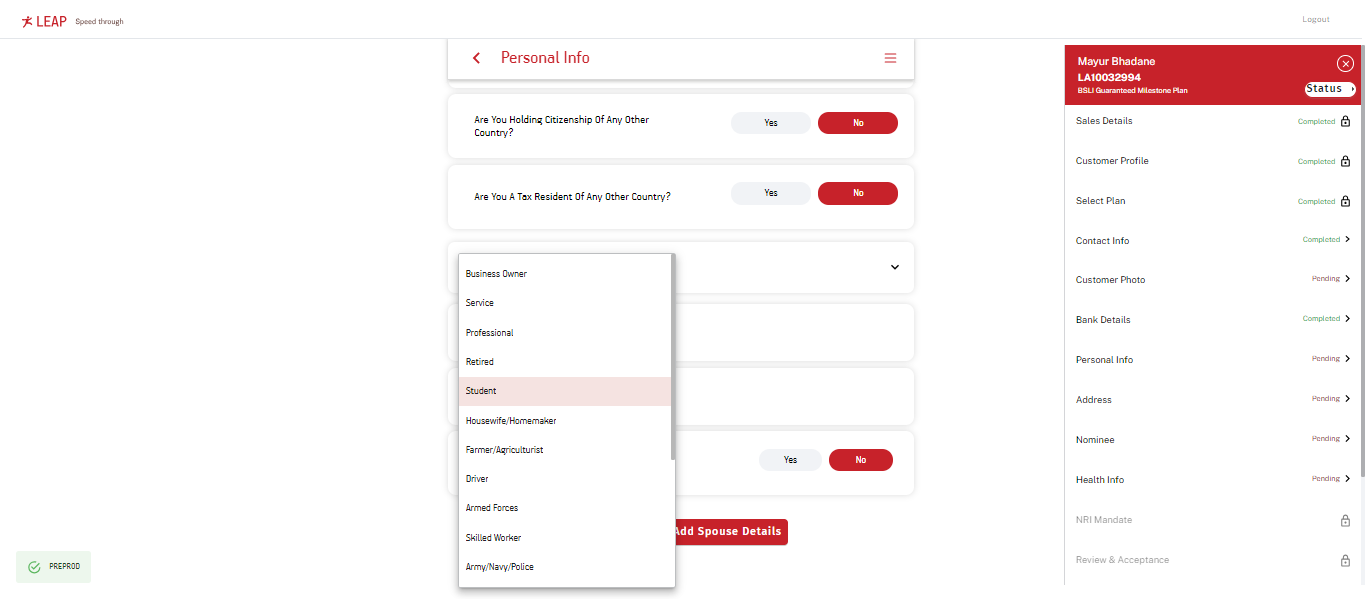 LEAP Speed through
Logout
Personal Info
Are You Holding Citizenship Of Any Other
Country?
Yes
No
Are You A Tax Resident Of Any Other Country?
Yes
No
Business Owner
Service
Professional
Retired
Student
Housewife/Homemaker
Farmer/Agriculturist
Driver
Armed Forces
Skilled Worker
Army/Navy/Police
Yes
No
Add Spouse Details
PREPROD
Mayur Bhadane
LA10032994
BSLI Guaranteed Milestone Plan
Status
Sales Details Completed
Customer Profile Completed
Select Plan Completed
Contact Info Completed
Customer Photo Pending
Bank Details Completed
Personal Info Pending
Address Pending
Nominee Pending
Health Info Pending
NRI Mandate
Review & Acceptance